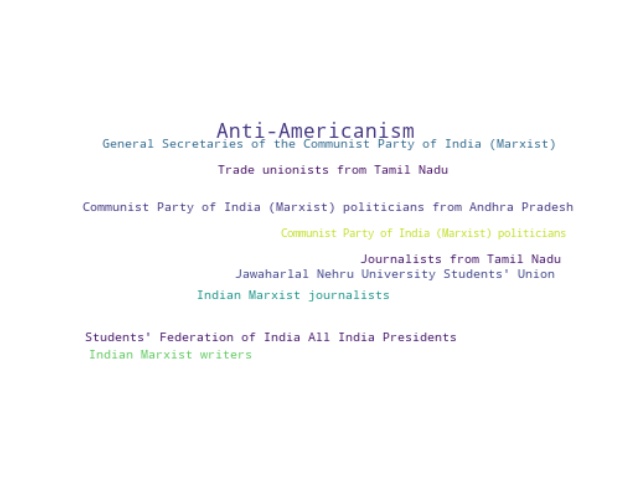 Anti-Americanism
General Secretaries of the Communist Party of India (Marxist)
Trade unionists from Tamil Nadu
Communist Party of India (Marxist) politicians from Andhra Pradesh
Communist Party of India (Marxist) politicians
Journalists from Tamil Nadu
Jawaharlal Nehru University Students' Union
Indian Marxist journalists
Students' Federation of India All India Presidents
Indian Marxist writers